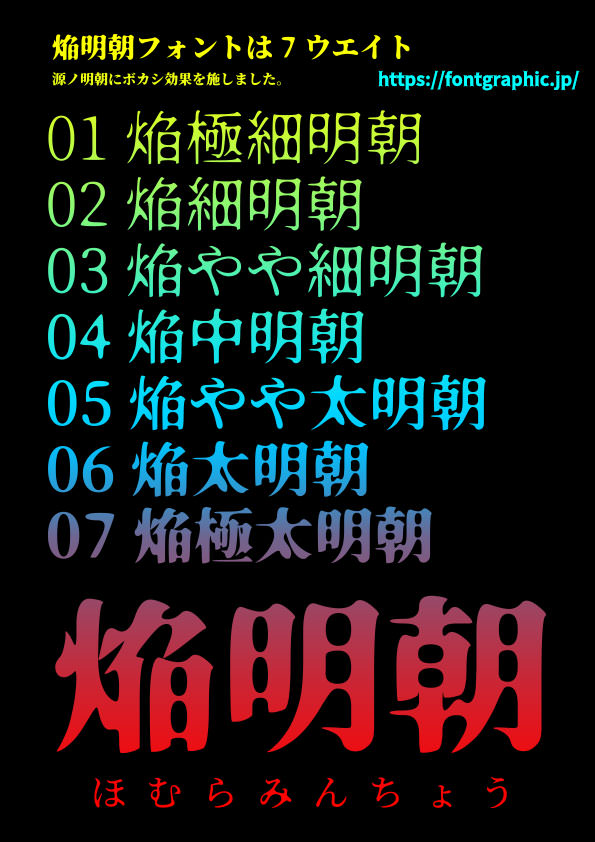 焔明朝フォントは７ウエイト
源ノ明朝にボカシ効果を施しました。
https://fontgraphic.jp/
01 焔極細明朝
02 焔細明朝
03 焔やや細明朝
04 焔中明朝
05 焔やや太明朝
06 焔太明朝
07 焔極太明朝
焔明朝
ほむらみんちょう